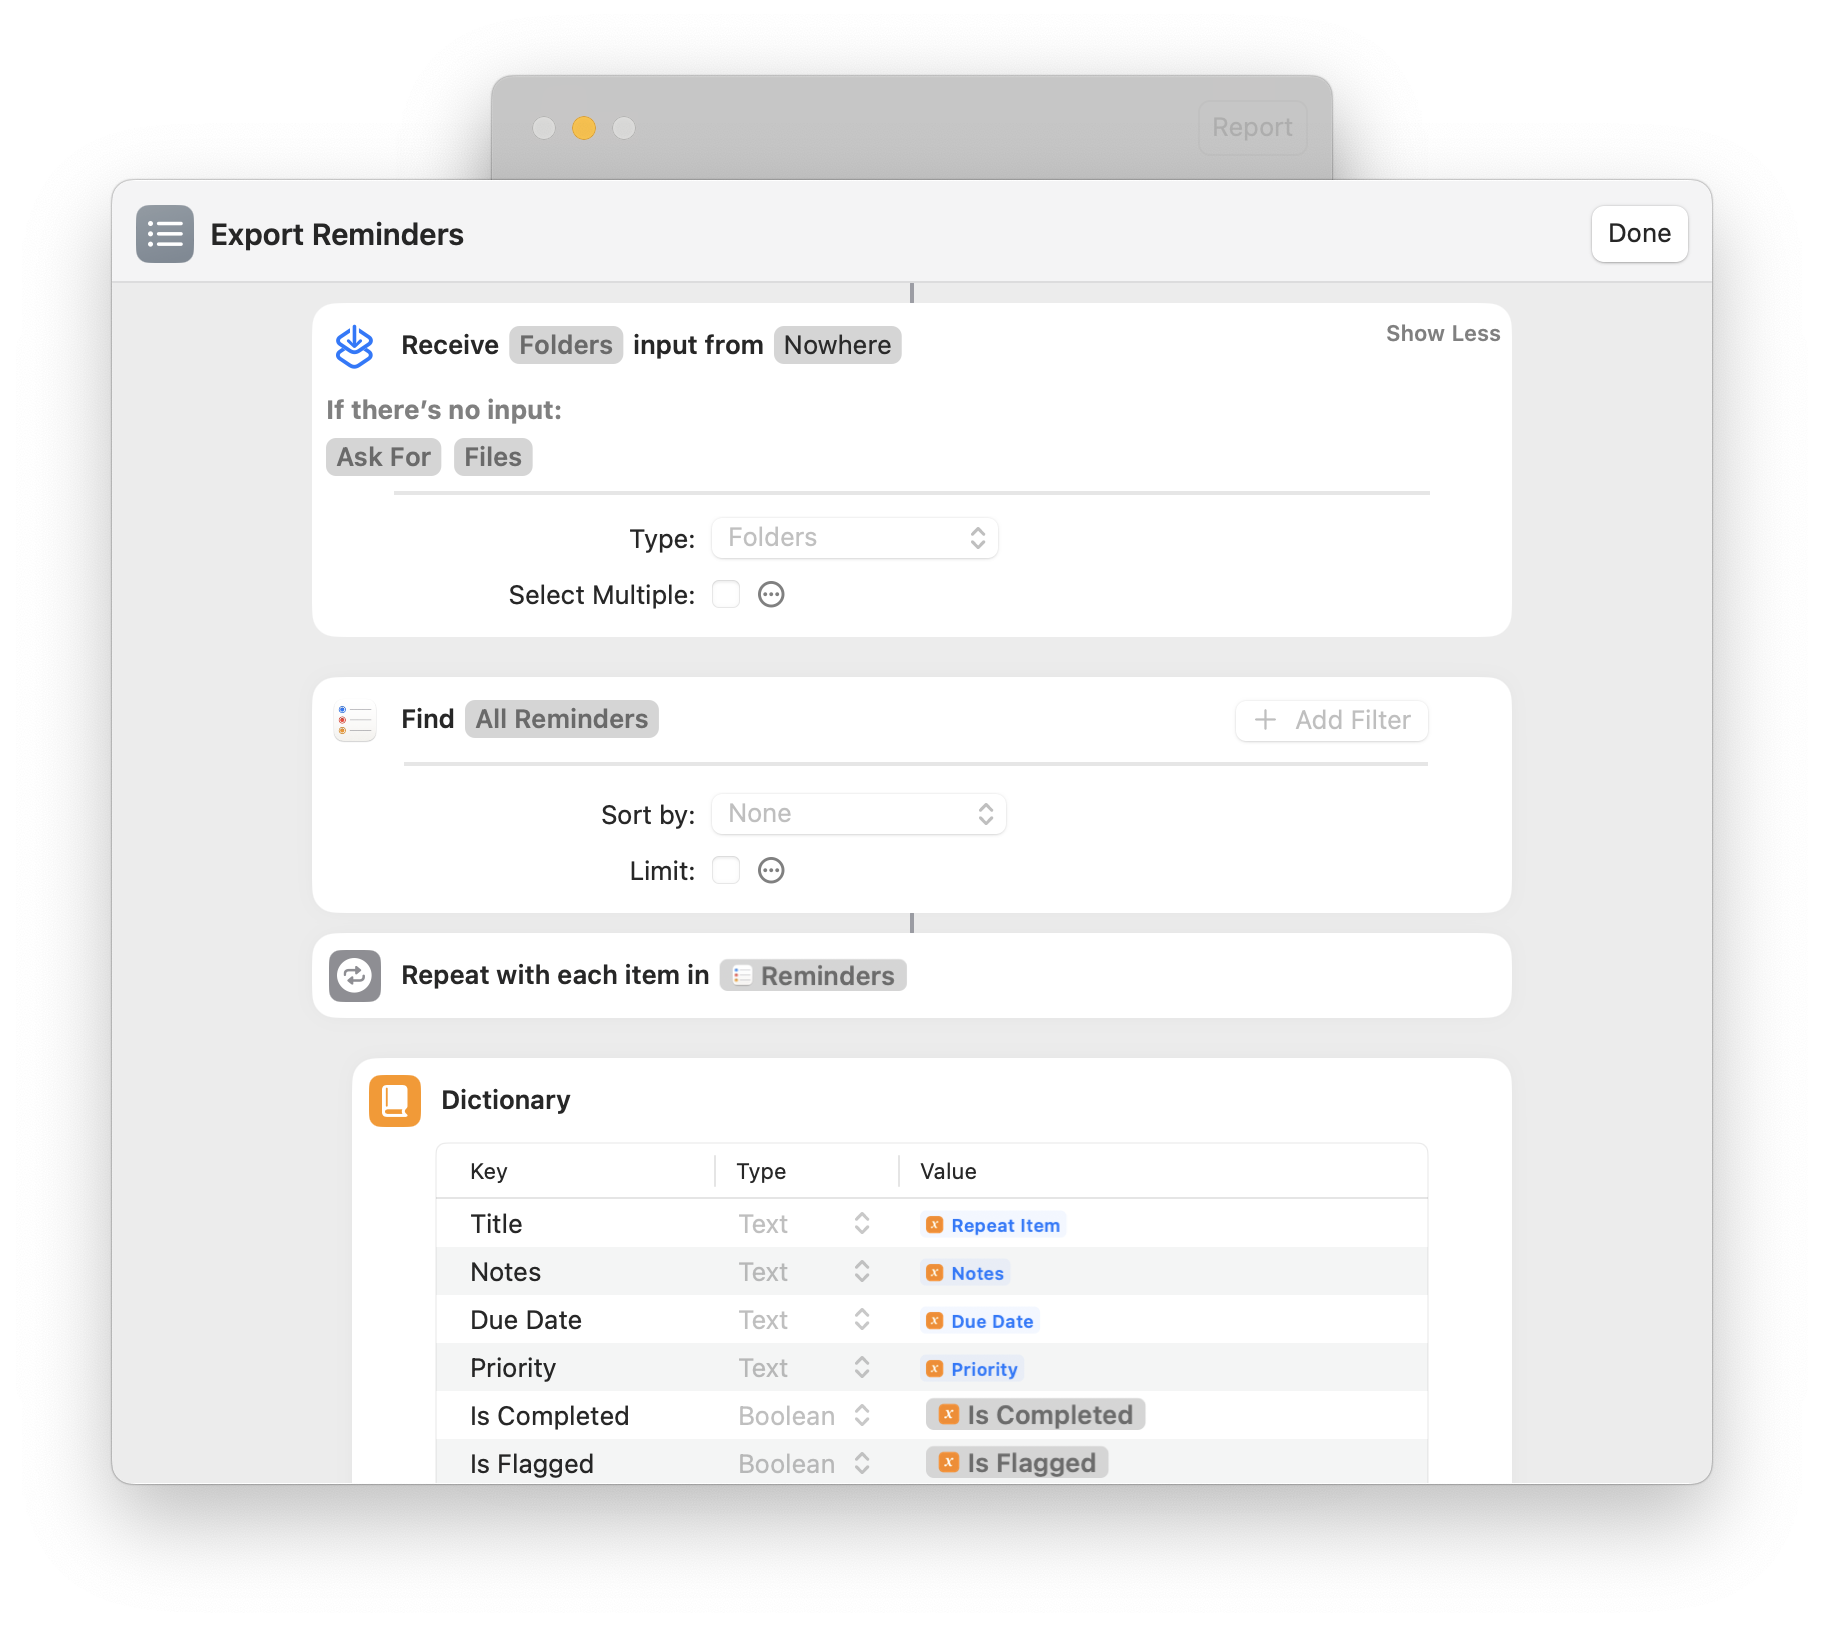 Report
Export Reminders
Done
Receive Folders input from Nowhere
Show Less
If there’s no input:
Ask For Files
Type: Folders
Select Multiple:
Find All Reminders
Add Filter
Sort by: None
Limit:
Repeat with each item in Reminders
Dictionary
Key Type Value
Title Text Repeat Item
Notes Text Notes
Due Date Text Due Date
Priority Text Priority
Is Completed Boolean Is Completed
Is Flagged Boolean Is Flagged